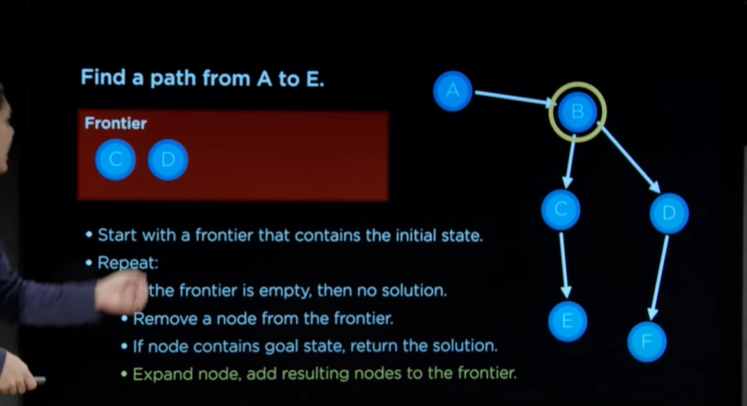 Find a path from A to E.
Frontier
C D
• Start with a frontier that contains the initial state.
• Repeat:
the frontier is empty, then no solution.
• Remove a node from the frontier.
• If node contains goal state, return the solution.
• Expand node, add resulting nodes to the frontier.
A
B
C
D
E
F